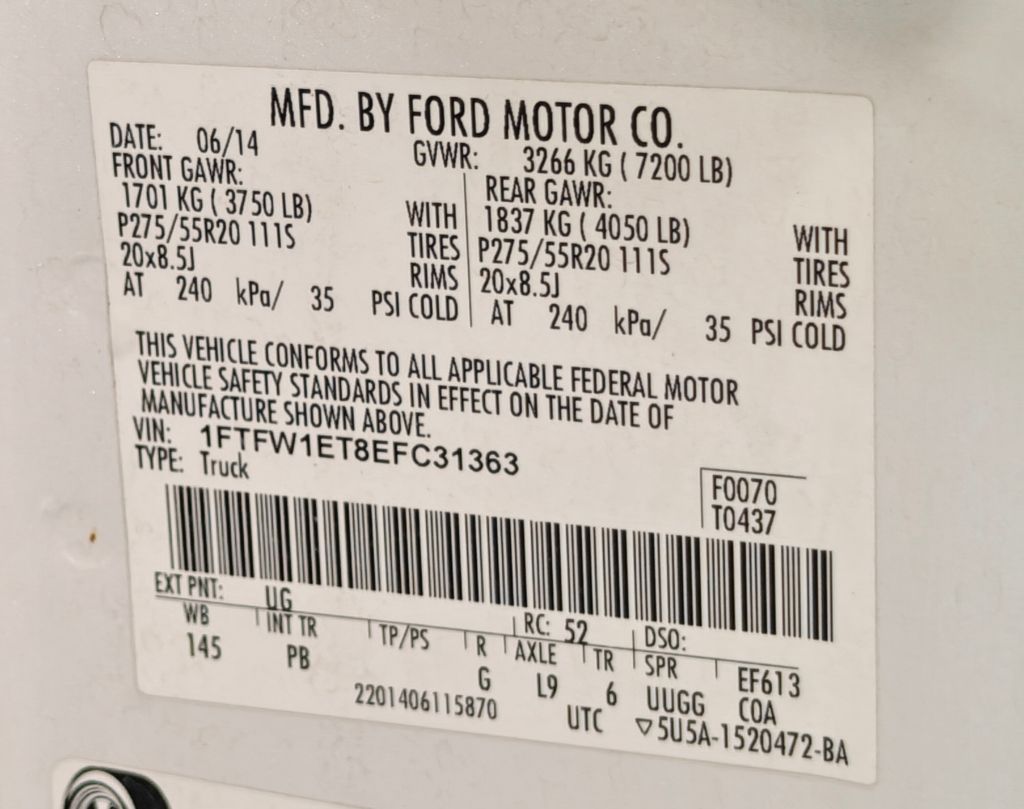 MFD. BY FORD MOTOR CO.
DATE: 06/14 GVWR: 3266 KG ( 7200 LB)
FRONT GAWR: REAR GAWR:
1701 KG ( 3750 LB) WITH 1837 KG ( 4050 LB) WITH
P275/55R20 111S TIRES P275/55R20 111S TIRES
20x8.5J RIMS 20x8.5J RIMS
AT 240 kPa/ 35 PSI COLD AT 240 kPa/ 35 PSI COLD
THIS VEHICLE CONFORMS TO ALL APPLICABLE FEDERAL MOTOR
VEHICLE SAFETY STANDARDS IN EFFECT ON THE DATE OF
MANUFACTURE SHOWN ABOVE.
VIN: 1FTFW1ET8EFC31363
TYPE: Truck
F0070
T0437
EXT PNT: UG RC: 52 DSO:
WB INT TR TP/PS R AXLE TR SPR EF613
145 PB G L9 6 UUGG COA
2201406115870 UTC ▽5U5A-1520472-BA